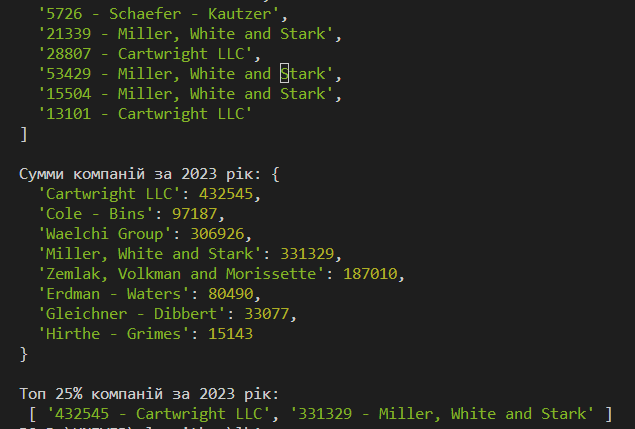 '5726 - Schaefer - Kautzer',
'21339 - Miller, White and Stark',
'28807 - Cartwright LLC',
'53429 - Miller, White and Stark',
'15504 - Miller, White and Stark',
'13101 - Cartwright LLC'
]
Сумми компаній за 2023 рік: {
'Cartwright LLC': 432545,
'Cole - Bins': 97187,
'Waelchi Group': 306926,
'Miller, White and Stark': 331329,
'Zemlak, Volkman and Morissette': 187010,
'Erdman - Waters': 80490,
'Gleichner - Dibbert': 33077,
'Hirthe - Grimes': 15143
}
Топ 25% компаній за 2023 рік:
[ '432545 - Cartwright LLC', '331329 - Miller, White and Stark' ]